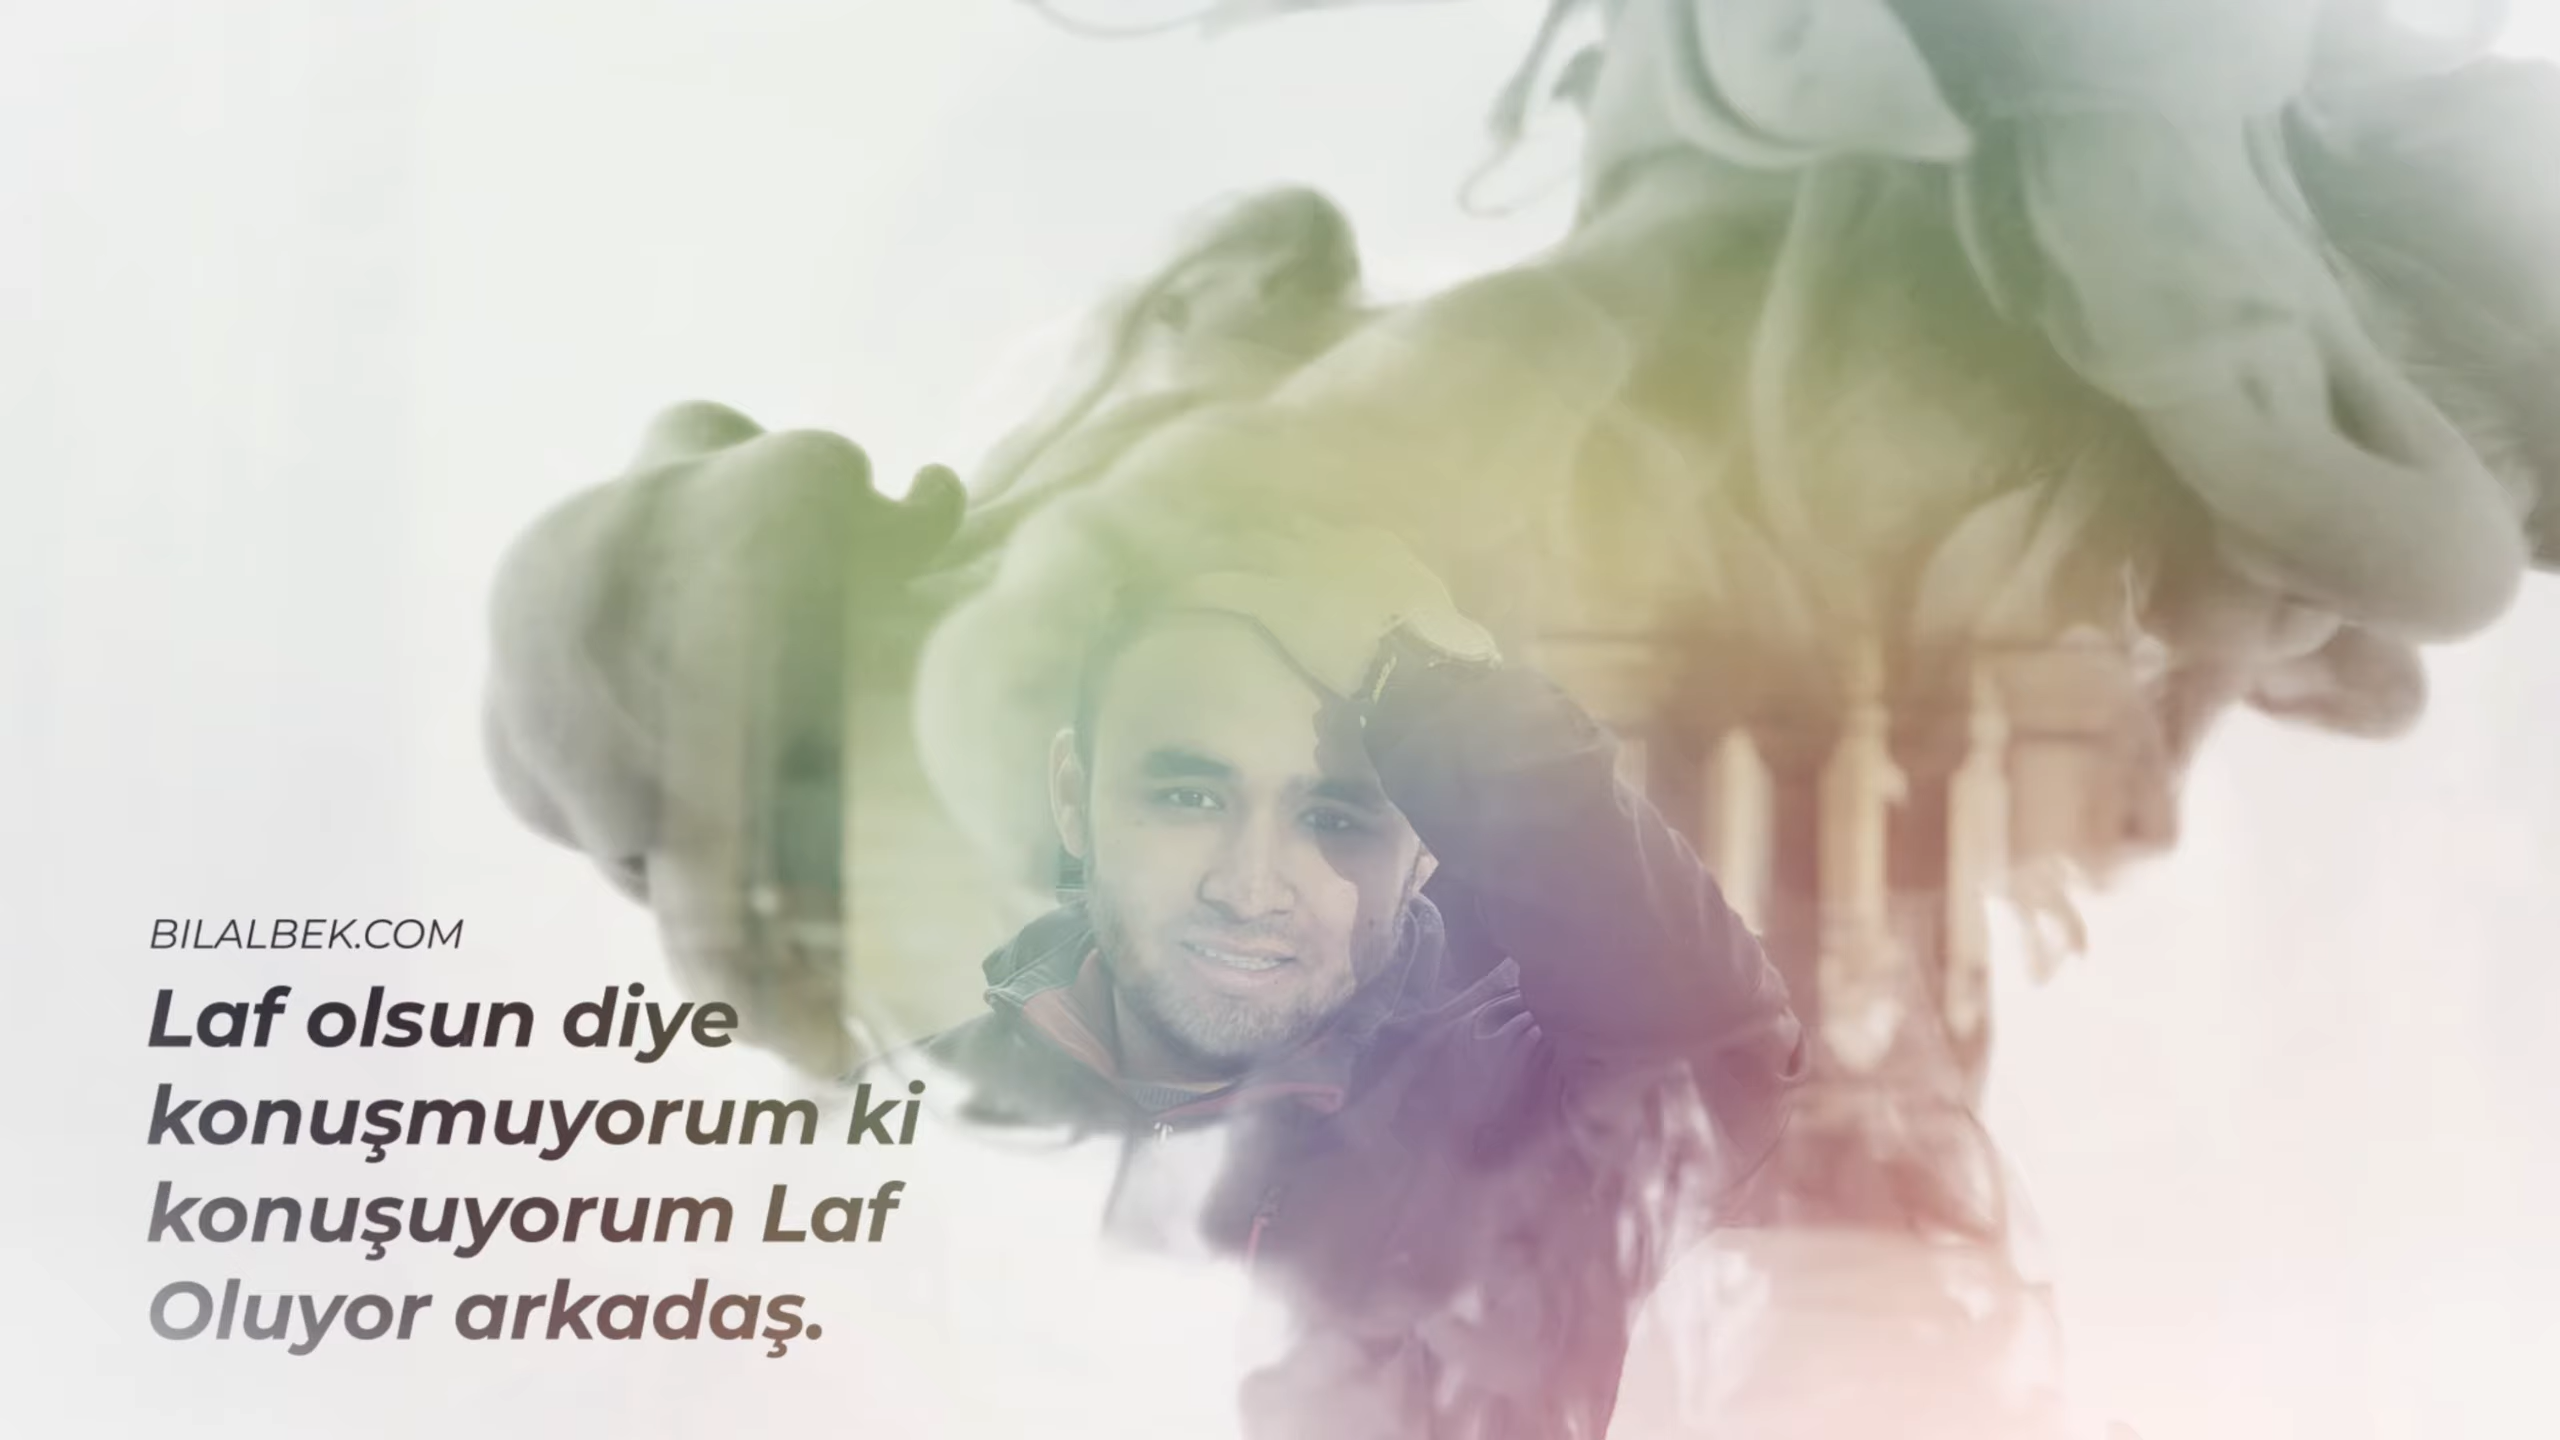 BILALBEK.COM
Laf olsun diye
konuşmuyorum ki
konuşuyorum Laf
Oluyor arkadaş.